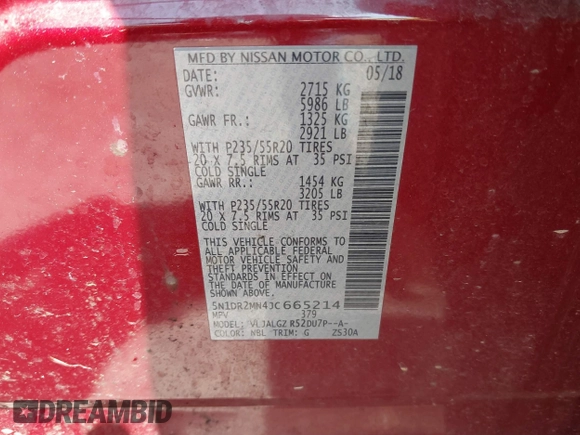 MFD BY NISSAN MOTOR CO., LTD.
DATE: 05/18
GVWR: 2715 KG
5986 LB
GAWR FR.: 1325 KG
2921 LB
WITH P235/55R20 TIRES
20 X 7.5 RIMS AT 35 PSI
COLD SINGLE
GAWR RR.: 1454 KG
3205 LB
WITH P235/55R20 TIRES
20 X 7.5 RIMS AT 35 PSI
COLD SINGLE
THIS VEHICLE CONFORMS TO
ALL APPLICABLE FEDERAL
MOTOR VEHICLE SAFETY AND
THEFT PREVENTION
STANDARDS IN EFFECT ON THE
DATE OF MANUFACTURE
SHOWN ABOVE.
5N1DR2MN4JC665214
MPV 379
MODEL: VLJALGZ R52DU7P--A-
COLOR: NBL TRIM: G ZS30A
DREAMBID